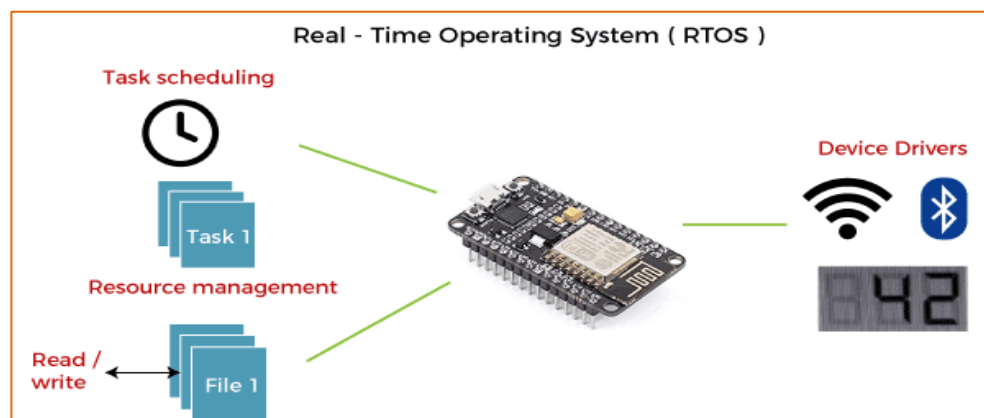 Real - Time Operating System ( RTOS )
Task scheduling
Task 1
Resource management
Read /
write
File 1
Device Drivers
42